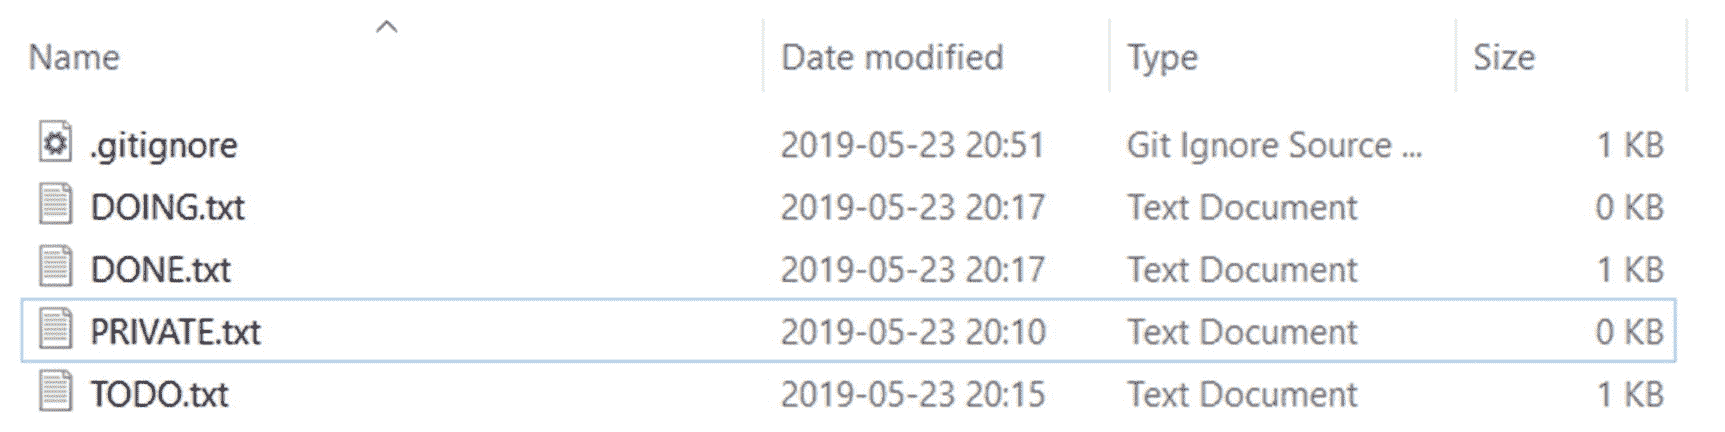 Name Date modified Type Size
.gitignore 2019-05-23 20:51 Git Ignore Source ... 1 KB
DOING.txt 2019-05-23 20:17 Text Document 0 KB
DONE.txt 2019-05-23 20:17 Text Document 1 KB
PRIVATE.txt 2019-05-23 20:10 Text Document 0 KB
TODO.txt 2019-05-23 20:15 Text Document 1 KB